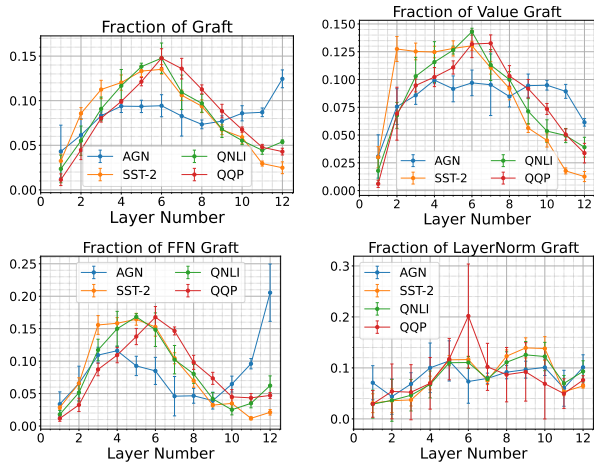 Fraction of Graft
0.15
0.10
0.05
0.00
AGN
SST-2
QNLI
QQP
0 2 4 6 8 10 12
Layer Number
Fraction of Value Graft
0.150
0.125
0.100
0.075
0.050
0.025
0.000
AGN
SST-2
QNLI
QQP
0 2 4 6 8 10 12
Layer Number
Fraction of FFN Graft
0.25
0.20
0.15
0.10
0.05
0.00
AGN
SST-2
QNLI
QQP
0 2 4 6 8 10 12
Layer Number
Fraction of LayerNorm Graft
0.3
0.2
0.1
0.0
AGN
SST-2
QNLI
QQP
0 2 4 6 8 10 12
Layer Number